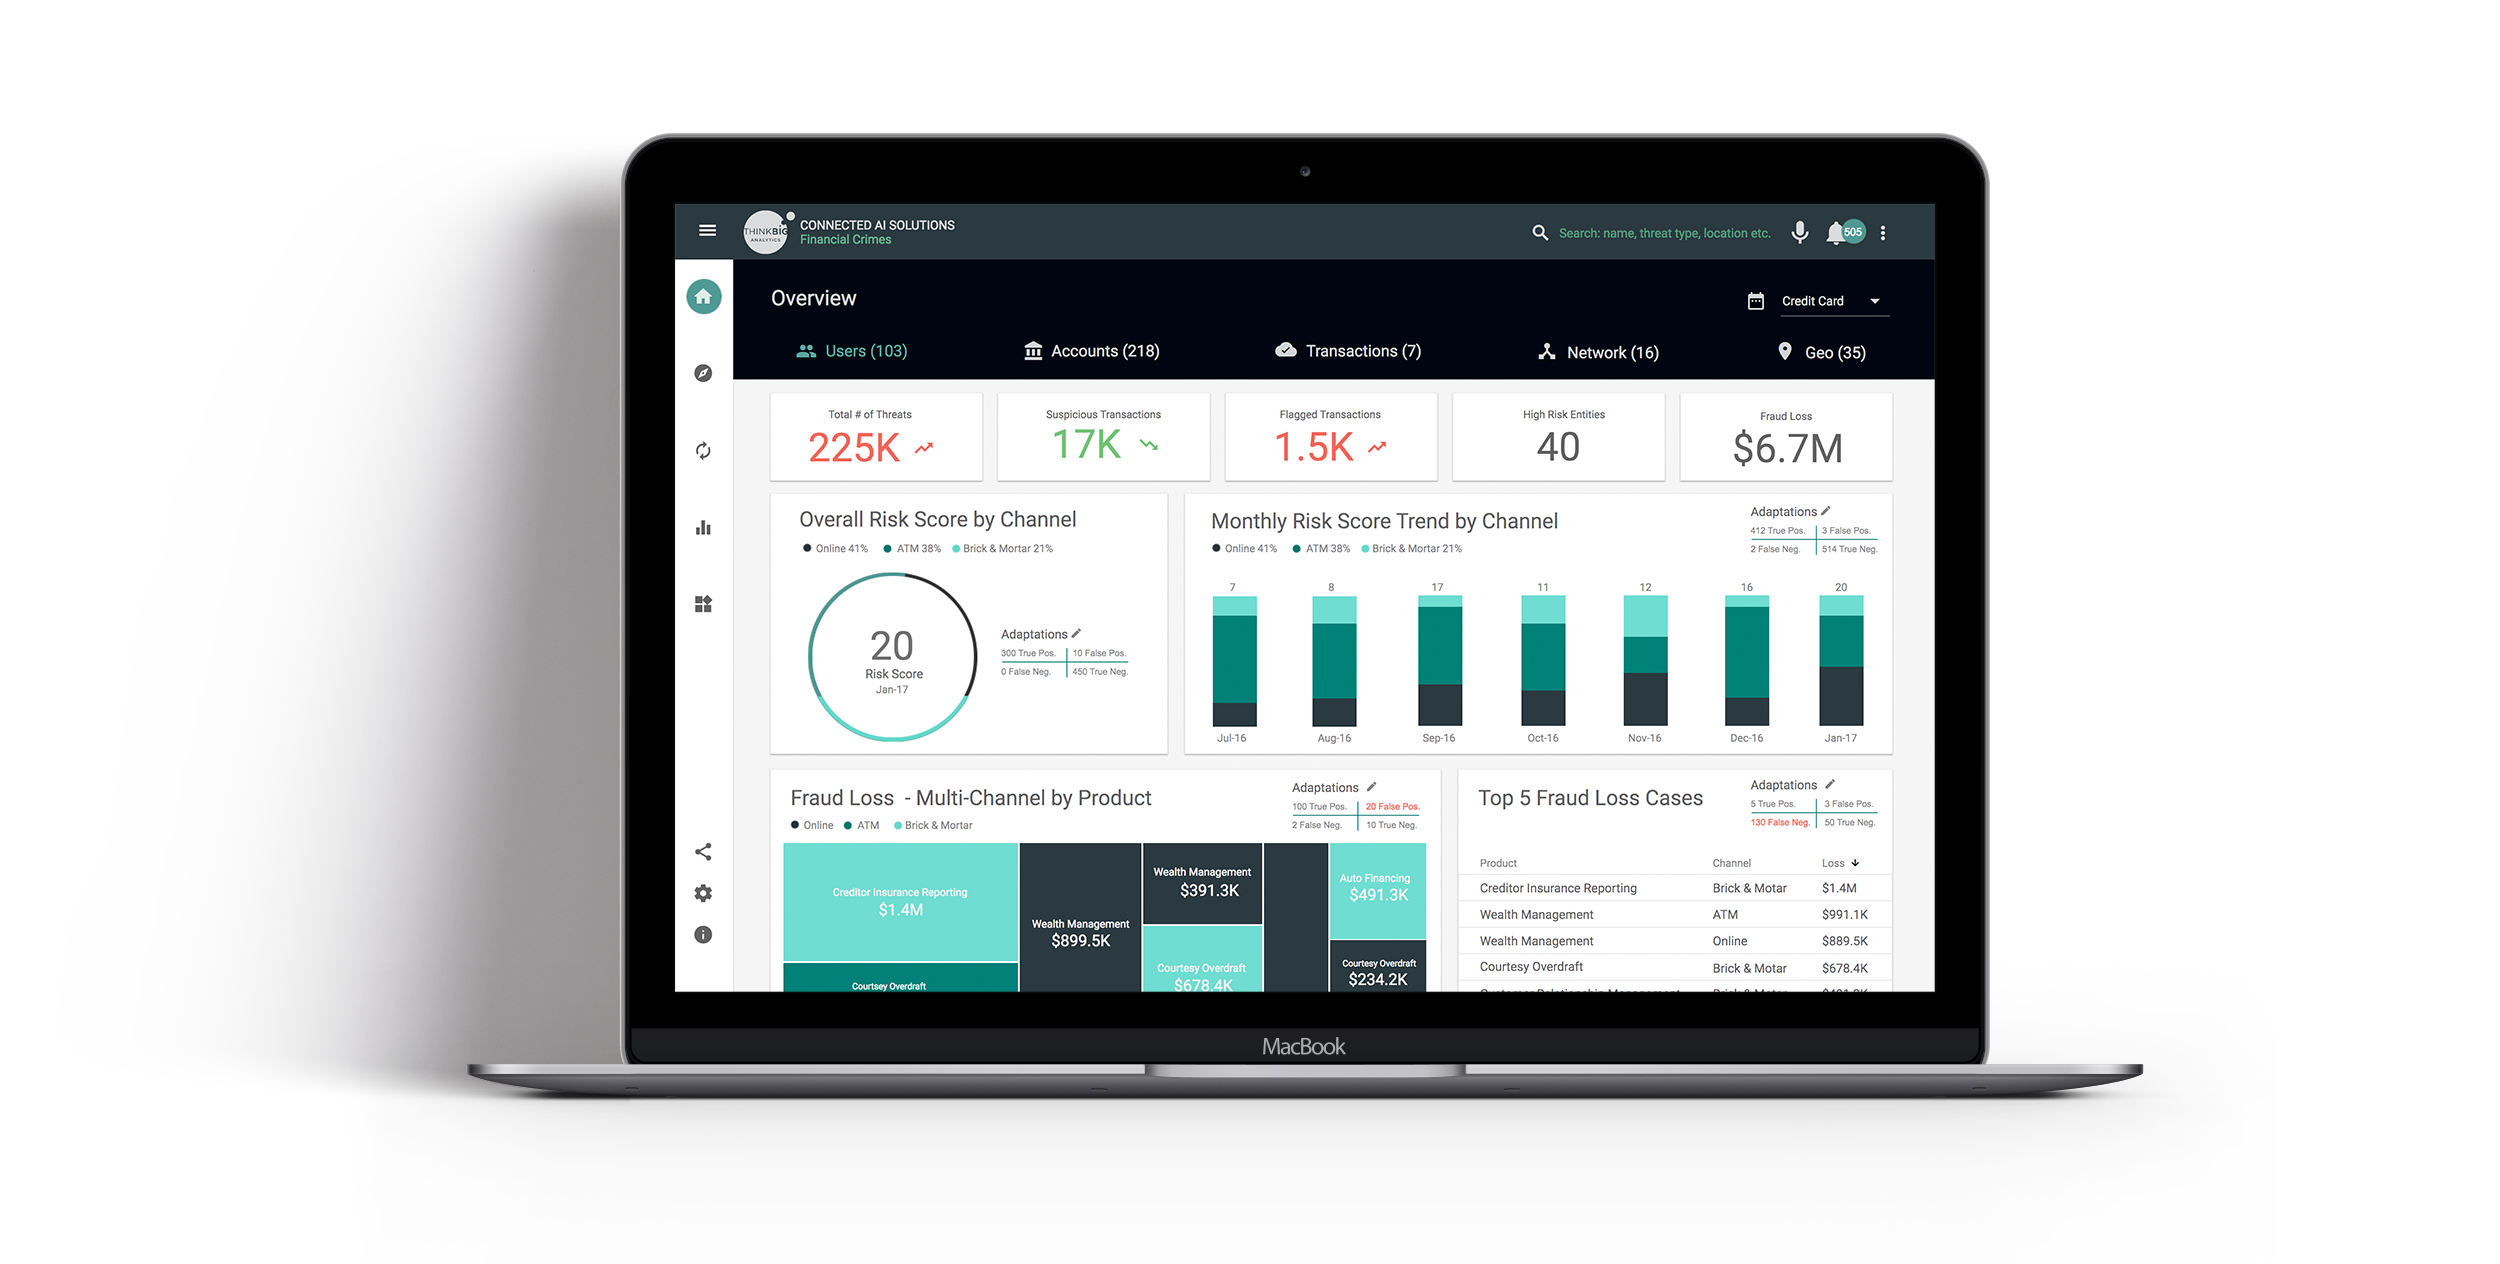 THINKBIG
ANALYTICS
CONNECTED AI SOLUTIONS
Financial Crimes
Search: name, threat type, location etc.
505
Overview
Credit Card
Users (103)
Accounts (218)
Transactions (7)
Network (16)
Geo (35)
Total # of Threats
225K
Suspicious Transactions
17K
Flagged Transactions
1.5K
High Risk Entities
40
Fraud Loss
$6.7M
Overall Risk Score by Channel
Online 41% ATM 38% Brick & Mortar 21%
20
Risk Score
Jan-17
Adaptations
300 True Pos. 10 False Pos.
0 False Neg. 450 True Neg.
Monthly Risk Score Trend by Channel
Online 41% ATM 38% Brick & Mortar 21%
Adaptations
412 True Pos. 3 False Pos.
2 False Neg. 514 True Neg.
7 8 17 11 12 16 20
Jul-16 Aug-16 Sep-16 Oct-16 Nov-16 Dec-16 Jan-17
Fraud Loss - Multi-Channel by Product
Online ATM Brick & Mortar
Adaptations
100 True Pos. 20 False Pos.
2 False Neg. 10 True Neg.
Creditor Insurance Reporting
$1.4M
Courtsey Overdraft
Wealth Management
$899.5K
Wealth Management
$391.3K
Courtesy Overdraft
$678.4K
Auto Financing
$491.3K
Courtesy Overdraft
$234.2K
Top 5 Fraud Loss Cases
Adaptations
5 True Pos. 3 False Pos.
130 False Neg. 50 True Neg.
Product Channel Loss
Creditor Insurance Reporting Brick & Motar $1.4M
Wealth Management ATM $991.1K
Wealth Management Online $889.5K
Courtesy Overdraft Brick & Motar $678.4K
MacBook